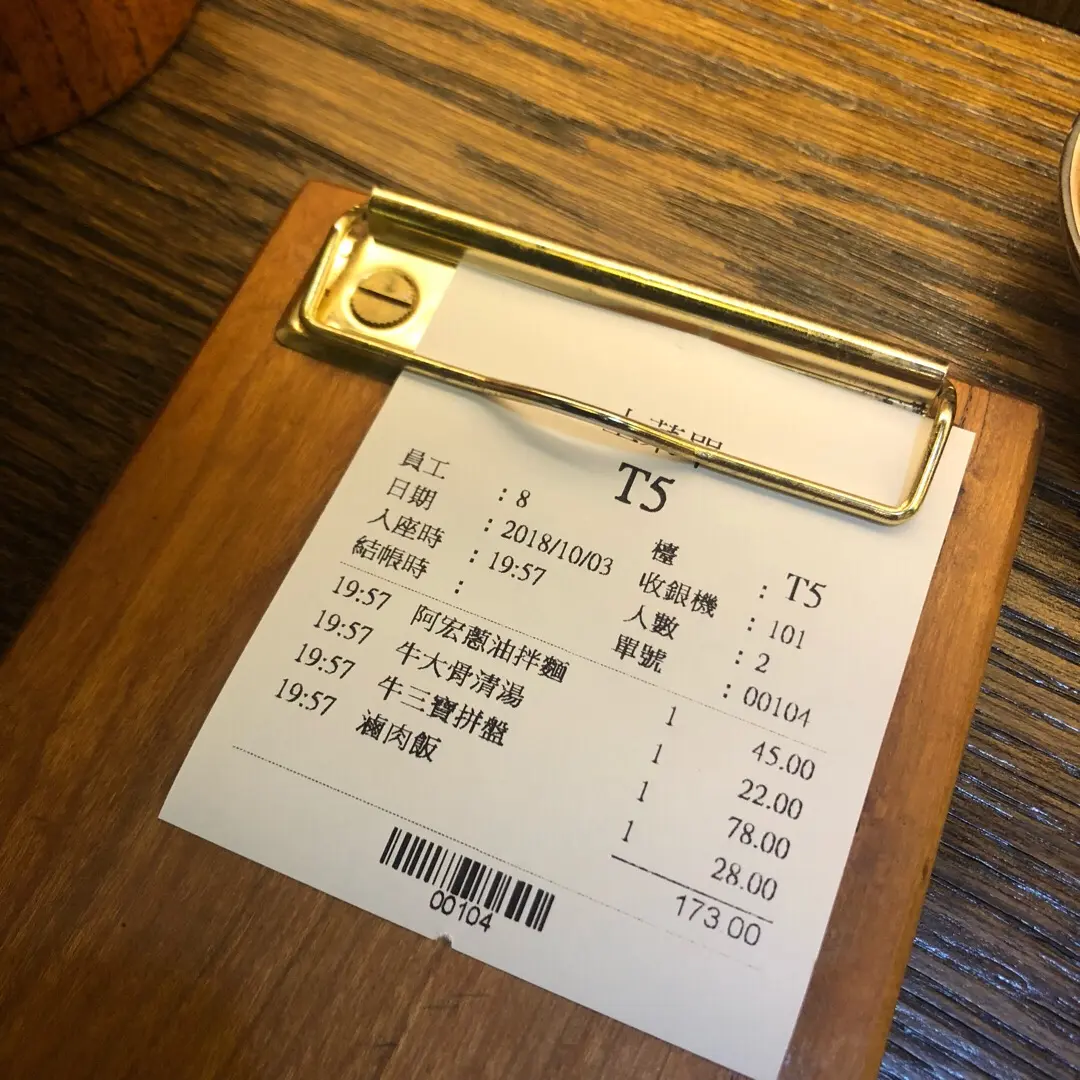 T5
員工 : 8 檯 : T5
日期 : 2018/10/03 收銀機 : 101
入座時 : 19:57 人數 : 2
結帳時 : 單號 : 00104
19:57 阿宏蔥油拌麵 1 45.00
19:57 牛大骨清湯 1 22.00
19:57 牛三寶拼盤 1 78.00
19:57 滷肉飯 1 28.00
173.00
00104